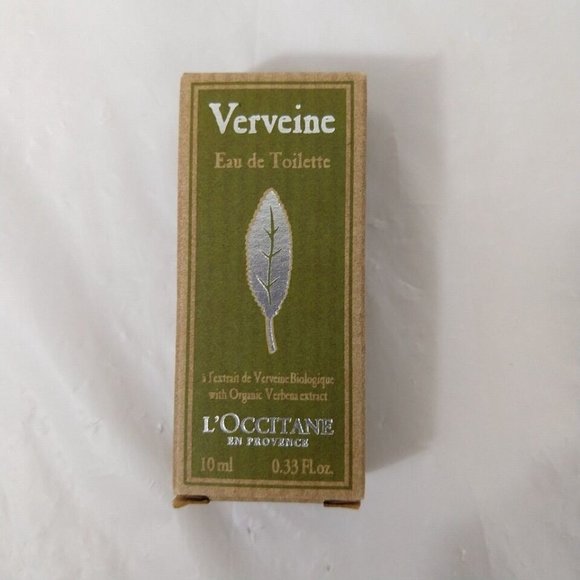 Verveine
Eau de Toilette
à l'extrait de Verveine Biologique
with Organic Verbena extract
L'OCCITANE
EN PROVENCE
10 ml 0.33 Fl.oz.